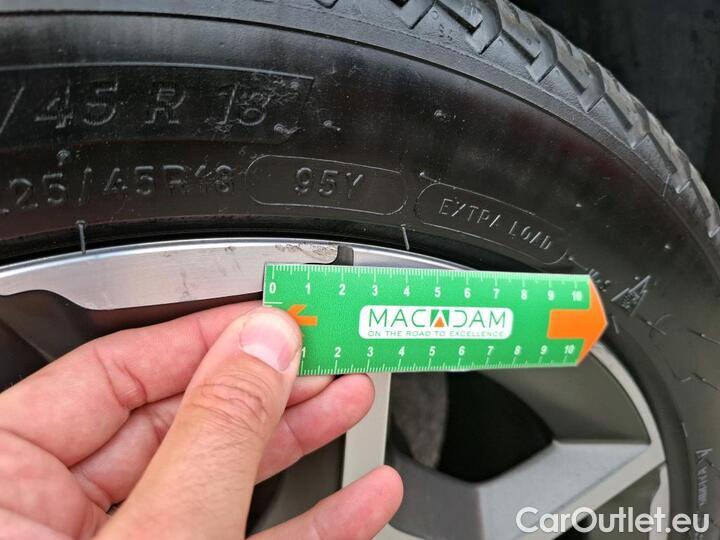 /45 R 18
225/45R18 95Y EXTRA LOAD
0 1 2 3 4 5 6 7 8 9 10
MACADAM
ON THE ROAD TO EXCELLENCE
1 2 3 4 5 6 7 8 9 10
CarOutlet.eu